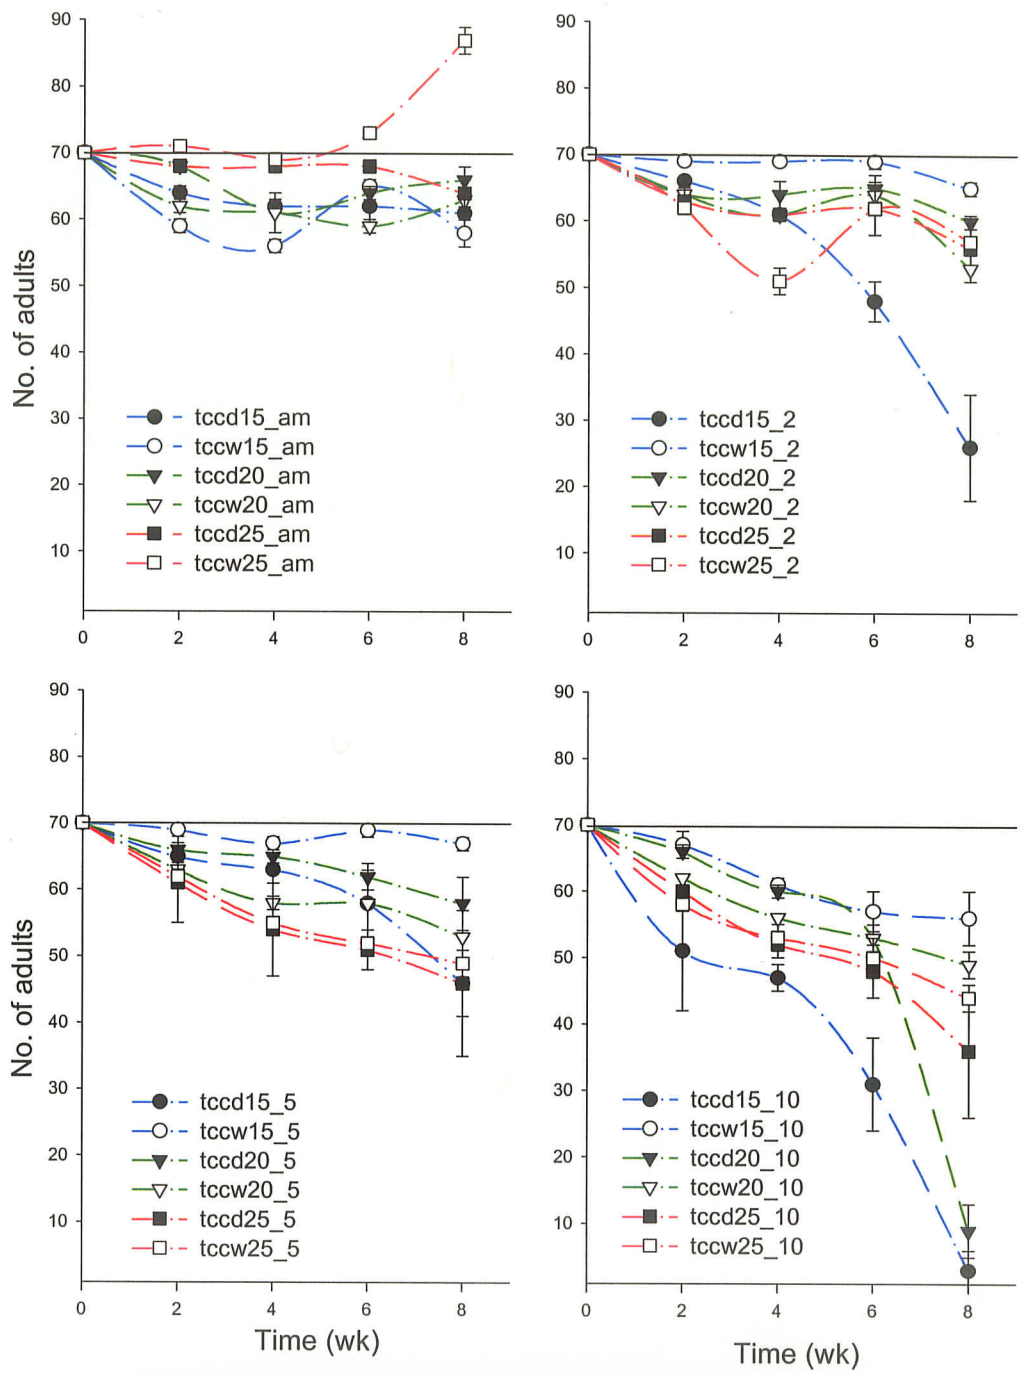 90
80
70
60
50
40
30
20
10
0 2 4 6 8
No. of adults
tccd15_am
tccw15_am
tccd20_am
tccw20_am
tccd25_am
tccw25_am
90
80
70
60
50
40
30
20
10
0 2 4 6 8
tccd15_2
tccw15_2
tccd20_2
tccw20_2
tccd25_2
tccw25_2
90
80
70
60
50
40
30
20
10
0 2 4 6 8
No. of adults
Time (wk)
tccd15_5
tccw15_5
tccd20_5
tccw20_5
tccd25_5
tccw25_5
90
80
70
60
50
40
30
20
10
0 2 4 6 8
Time (wk)
tccd15_10
tccw15_10
tccd20_10
tccw20_10
tccd25_10
tccw25_10